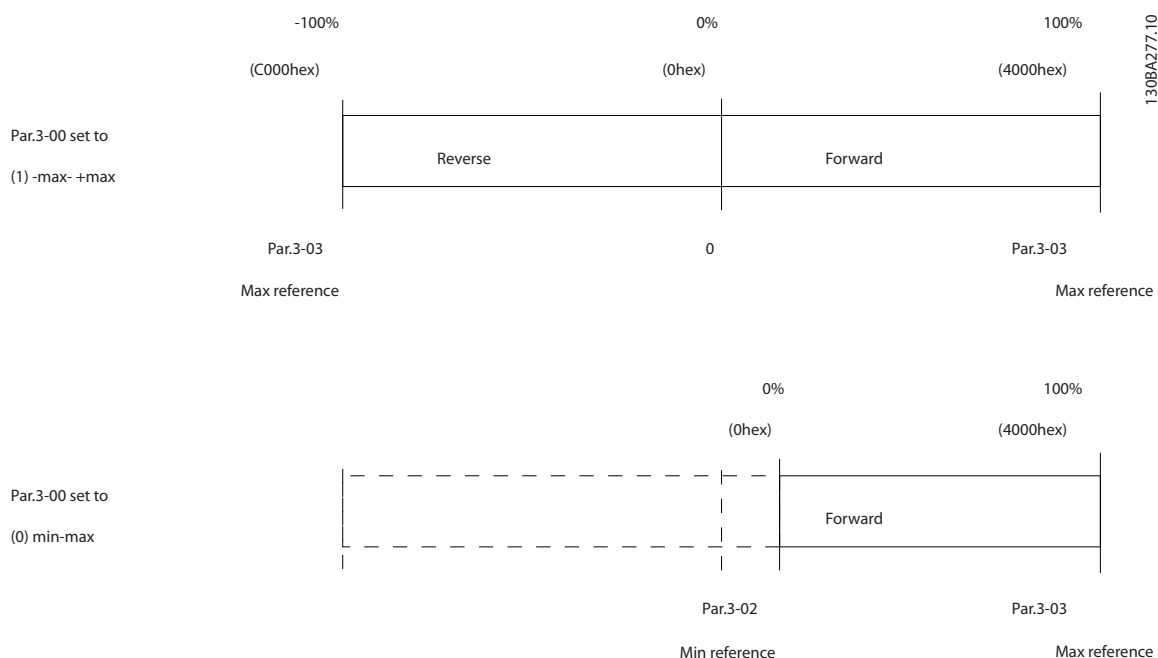 -100% 0% 100%
(C000hex) (0hex) (4000hex)
130BA277.10
Par.3-00 set to
(1) -max- +max
Reverse Forward
Par.3-03 0 Par.3-03
Max reference Max reference
0% 100%
(0hex) (4000hex)
Par.3-00 set to
(0) min-max
Forward
Par.3-02 Par.3-03
Min reference Max reference